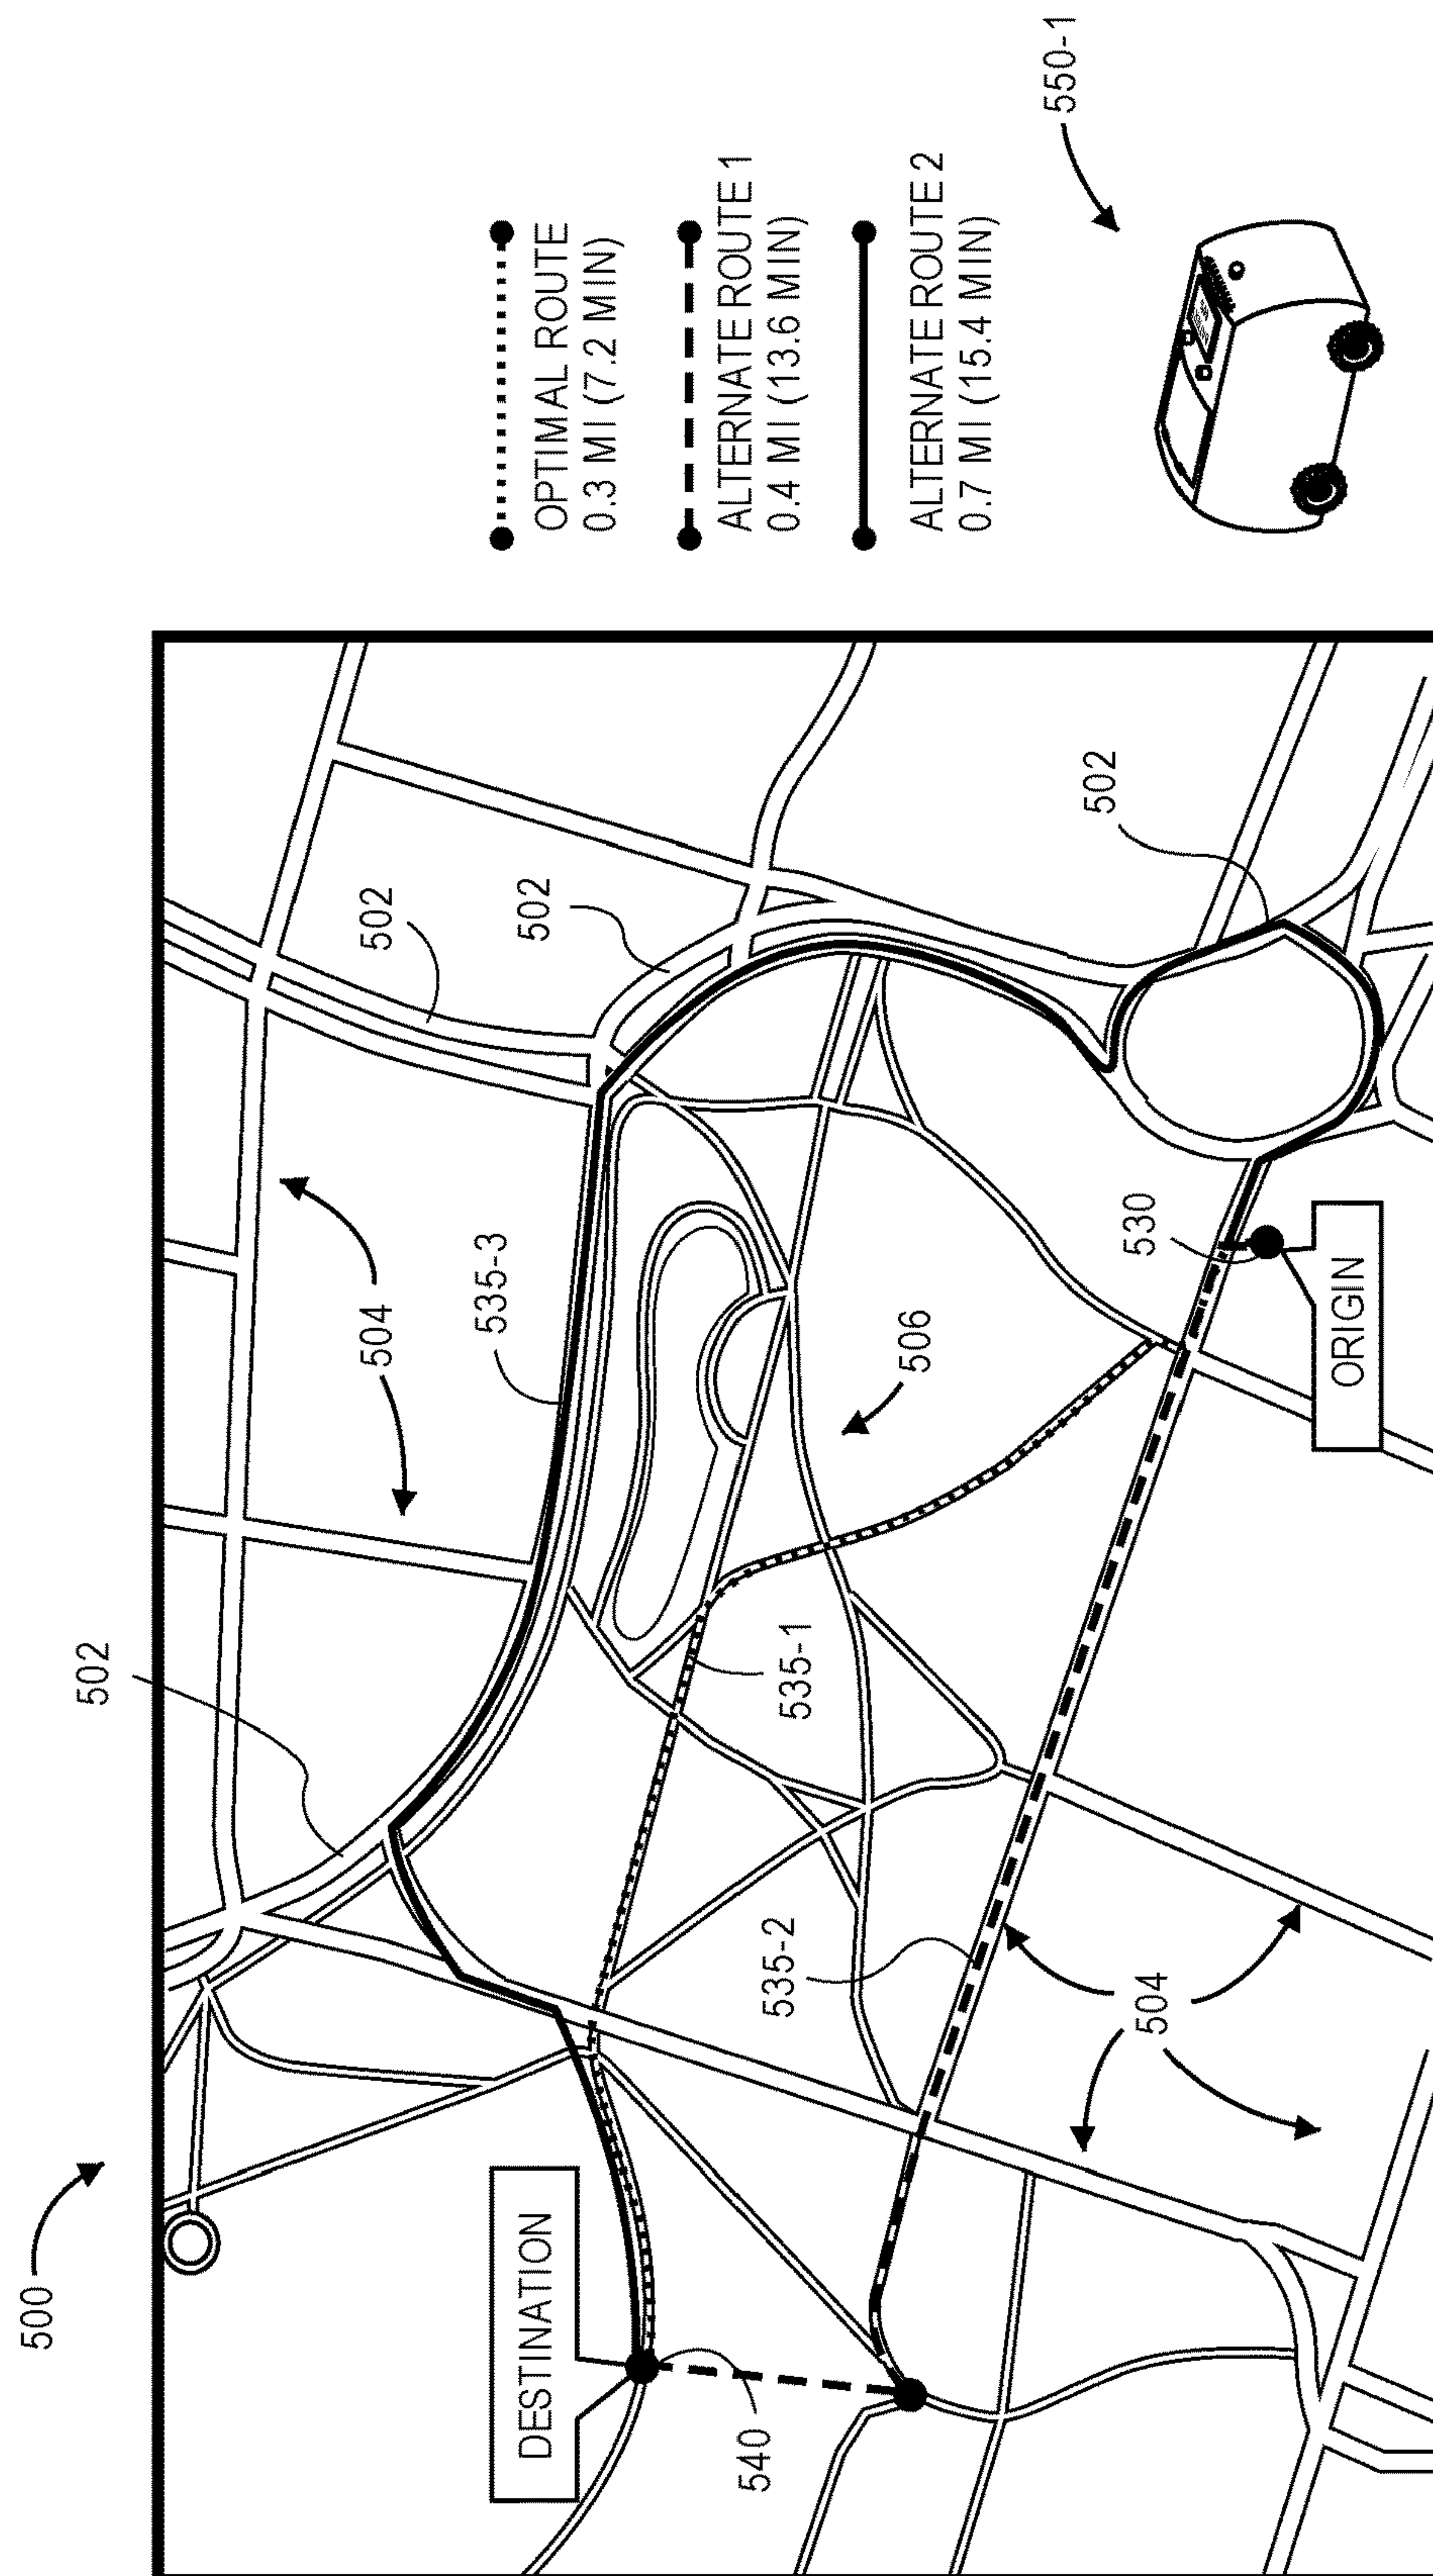 500
502
DESTINATION
540
504
535-3
502
502
535-1
535-2
506
504
530
ORIGIN
502
OPTIMAL ROUTE
0.3 MI (7.2 MIN)
ALTERNATE ROUTE 1
0.4 MI (13.6 MIN)
ALTERNATE ROUTE 2
0.7 MI (15.4 MIN)
550-1